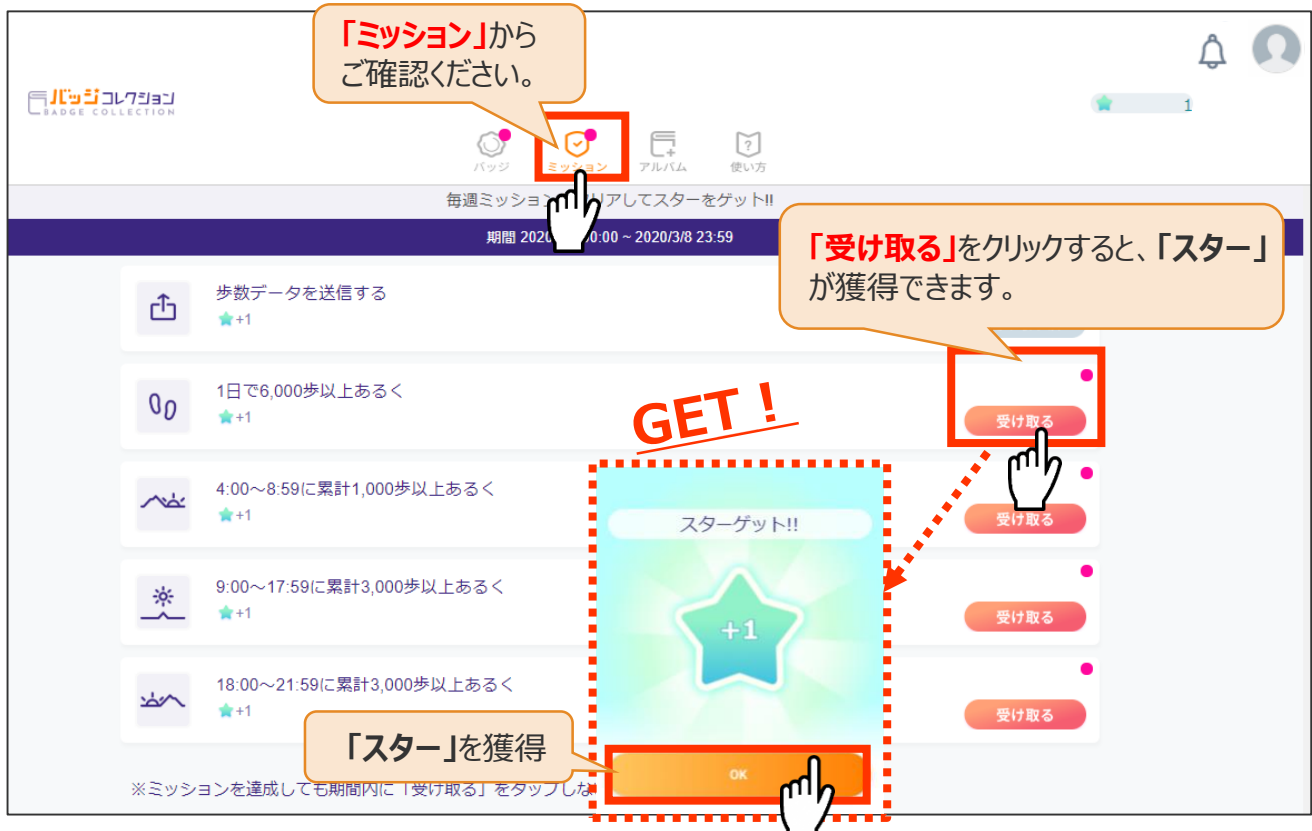 「ミッション」から
ご確認ください。
バッジコレクション
BADGE COLLECTION
1
バッジ
ミッション
アルバム
使い方
毎週ミッション リアしてスターをゲット!!
期間 2020 0:00 ~ 2020/3/8 23:59
「受け取る」をクリックすると、「スター」
が獲得できます。
歩数データを送信する
+1
1日で6,000歩以上あるく
+1
受け取る
GET！
4:00～8:59に累計1,000歩以上あるく
+1
受け取る
スターゲット!!
+1
9:00～17:59に累計3,000歩以上あるく
+1
受け取る
18:00～21:59に累計3,000歩以上あるく
+1
受け取る
「スター」を獲得
OK
※ミッションを達成しても期間内に「受け取る」をタップしな